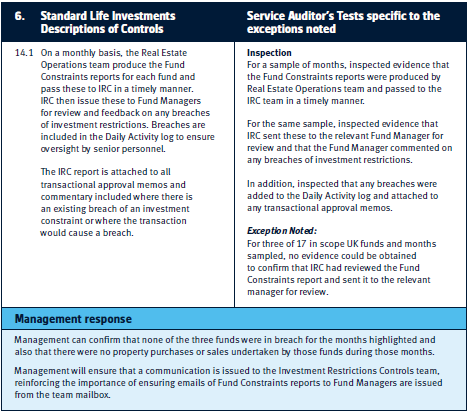 6. Standard Life Investments
Descriptions of Controls
Service Auditor's Tests specific to the
exceptions noted
14.1 On a monthly basis, the Real Estate
Operations team produce the Fund
Constraints reports for each fund and
pass these to IRC in a timely manner.
IRC then issue these to Fund Managers
for review and feedback on any breaches
of investment restrictions. Breaches are
included in the Daily Activity log to ensure
oversight by senior personnel.
The IRC report is attached to all
transactional approval memos and
commentary included where there is
an existing breach of an investment
constraint or where the transaction
would cause a breach.
Inspection
For a sample of months, inspected evidence that
the Fund Constraints reports were produced by
Real Estate Operations team and passed to the
IRC team in a timely manner.
For the same sample, inspected evidence that
IRC sent these to the relevant Fund Manager for
review and that the Fund Manager commented on
any breaches of investment restrictions.
In addition, inspected that any breaches were
added to the Daily Activity log and attached to
any transactional approval memos.
Exception Noted:
For three of 17 in scope UK funds and months
sampled, no evidence could be obtained
to confirm that IRC had reviewed the Fund
Constraints report and sent it to the relevant
manager for review.
Management response
Management can confirm that none of the three funds were in breach for the months highlighted and
also that there were no property purchases or sales undertaken by those funds during those months.
Management will ensure that a communication is issued to the Investment Restrictions Controls team,
reinforcing the importance of ensuring emails of Fund Constraints reports to Fund Managers are issued
from the team mailbox.